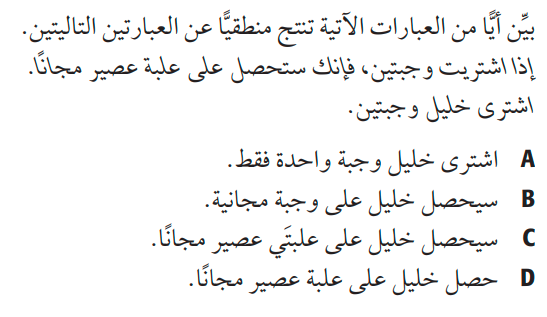 بيِّن أيًّا من العبارات الآتية تنتج منطقيًّا عن العبارتين التاليتين.
إذا اشتريت وجبتين، فإنك ستحصل على علبة عصير مجانًا.
اشترى خليل وجبتين.
A اشترى خليل وجبة واحدة فقط.
B سيحصل خليل على وجبة مجانية.
C سيحصل خليل على علبتَي عصير مجانًا.
D حصل خليل على علبة عصير مجانًا.